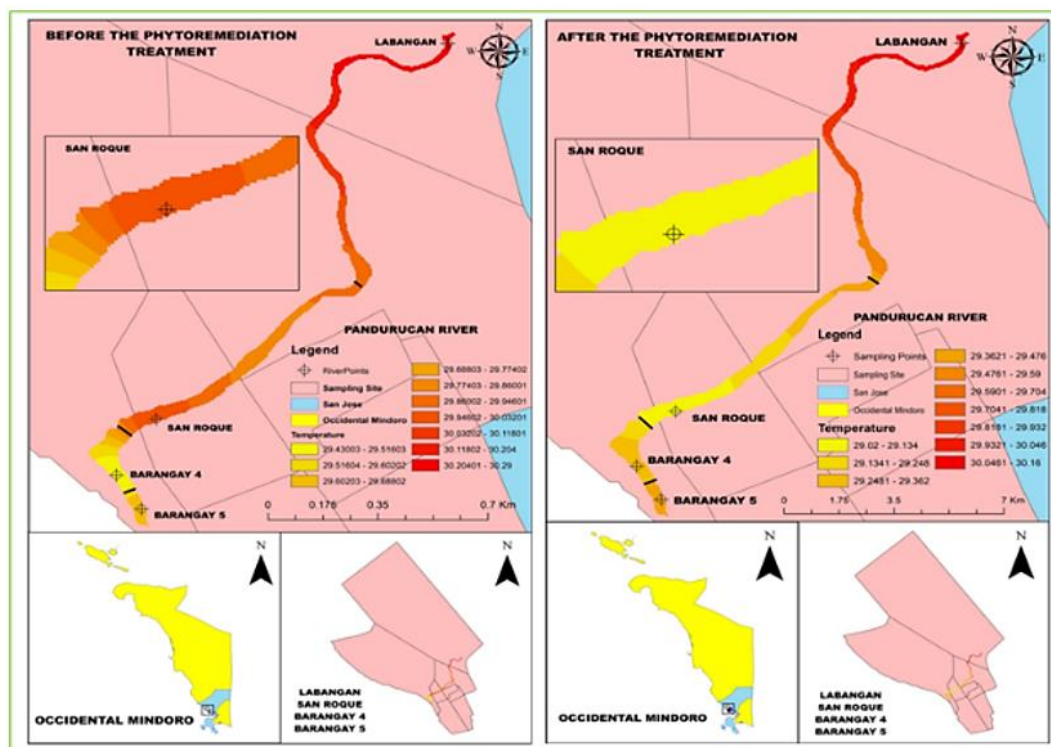 BEFORE THE PHYTOREMEDIATION
TREATMENT
LABANGAN
N
W
E
S
SAN ROQUE
PANDURUCAN RIVER
Legend
RiverPoints
Sampling Site
San Jose
Occidental Mindoro
Temperature
29.43003 - 29.51603
29.51604 - 29.60202
29.60203 - 29.68802
29.68803 - 29.77402
29.77403 - 29.86001
29.86002 - 29.94601
29.94602 - 30.03201
30.03202 - 30.11801
30.11802 - 30.204
30.20401 - 30.29
SAN ROQUE
BARANGAY 4
BARANGAY 5
0 0.175 0.35 0.7 Km
N
OCCIDENTAL MINDORO
N
LABANGAN
SAN ROQUE
BARANGAY 4
BARANGAY 5
AFTER THE PHYTOREMEDIATION
TREATMENT
LABANGAN
N
W
E
S
SAN ROQUE
PANDURUCAN RIVER
Legend
Sampling Points
Sampling Site
San Jose
Occidental Mindoro
Temperature
29.02 - 29.134
29.1341 - 29.248
29.2481 - 29.362
29.3621 - 29.476
29.4761 - 29.59
29.5901 - 29.704
29.7041 - 29.818
29.8181 - 29.932
29.9321 - 30.046
30.0461 - 30.16
SAN ROQUE
BARANGAY 4
BARANGAY 5
0 1.75 3.5 7 Km
N
OCCIDENTAL MINDORO
N
LABANGAN
SAN ROQUE
BARANGAY 4
BARANGAY 5